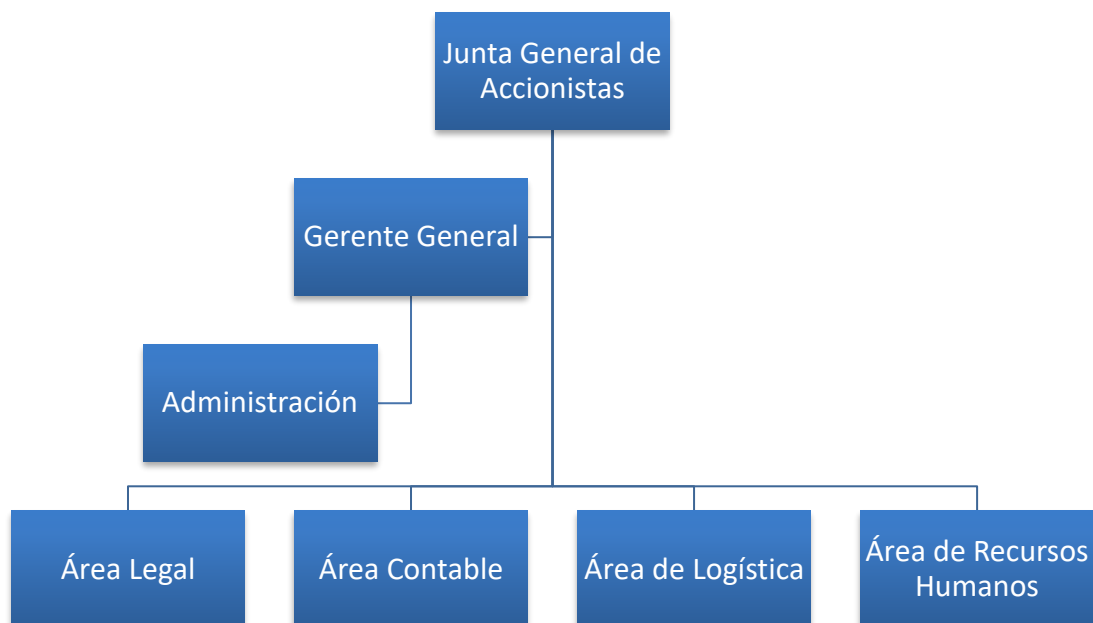 Junta General de
Accionistas
Gerente General
Administración
Área Legal
Área Contable
Área de Logística
Área de Recursos
Humanos